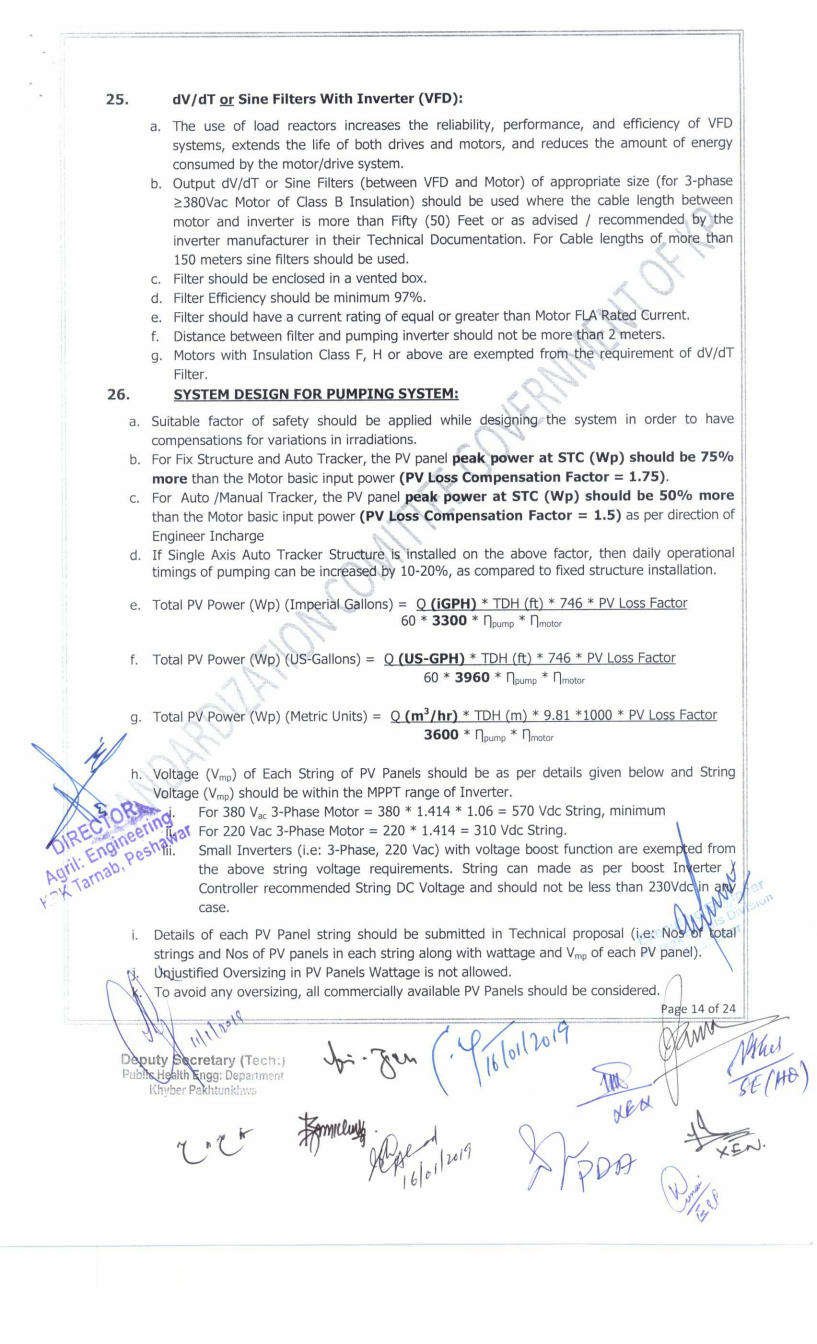 25. dV/dT or Sine Filters With Inverter (VFD):
a. The use of load reactors increases the reliability, performance, and efficiency of VFD
systems, extends the life of both drives and motors, and reduces the amount of energy
consumed by the motor/drive system.
b. Output dV/dT or Sine Filters (between VFD and Motor) of appropriate size (for 3-phase
≥380Vac Motor of Class B Insulation) should be used where the cable length between
motor and inverter is more than Fifty (50) Feet or as advised / recommended by the
inverter manufacturer in their Technical Documentation. For Cable lengths of more than
150 meters sine filters should be used.
c. Filter should be enclosed in a vented box.
d. Filter Efficiency should be minimum 97%.
e. Filter should have a current rating of equal or greater than Motor FLA Rated Current.
f. Distance between filter and pumping inverter should not be more than 2 meters.
g. Motors with Insulation Class F, H or above are exempted from the requirement of dV/dT
Filter.
26. SYSTEM DESIGN FOR PUMPING SYSTEM:
a. Suitable factor of safety should be applied while designing the system in order to have
compensations for variations in irradiations.
b. For Fix Structure and Auto Tracker, the PV panel peak power at STC (Wp) should be 75%
more than the Motor basic input power (PV Loss Compensation Factor = 1.75).
c. For Auto /Manual Tracker, the PV panel peak power at STC (Wp) should be 50% more
than the Motor basic input power (PV Loss Compensation Factor = 1.5) as per direction of
Engineer Incharge
d. If Single Axis Auto Tracker Structure is installed on the above factor, then daily operational
timings of pumping can be increased by 10-20%, as compared to fixed structure installation.
e. Total PV Power (Wp) (Imperial Gallons) = Q (iGPH) * TDH (ft) * 746 * PV Loss Factor
60 * 3300 * Ƞpump * Ƞmotor
f. Total PV Power (Wp) (US-Gallons) = Q (US-GPH) * TDH (ft) * 746 * PV Loss Factor
60 * 3960 * Ƞpump * Ƞmotor
g. Total PV Power (Wp) (Metric Units) = Q (m³/hr) * TDH (m) * 9.81 *1000 * PV Loss Factor
3600 * Ƞpump * Ƞmotor
h. Voltage (Vmp) of Each String of PV Panels should be as per details given below and String
Voltage (Vmp) should be within the MPPT range of Inverter.
i. For 380 Vac 3-Phase Motor = 380 * 1.414 * 1.06 = 570 Vdc String, minimum
ii. For 220 Vac 3-Phase Motor = 220 * 1.414 = 310 Vdc String.
iii. Small Inverters (i.e: 3-Phase, 220 Vac) with voltage boost function are exempted from
the above string voltage requirements. String can made as per boost Inverter /
Controller recommended String DC Voltage and should not be less than 230Vdc in any
case.
i. Details of each PV Panel string should be submitted in Technical proposal (i.e: Nos of total
strings and Nos of PV panels in each string along with wattage and Vmp of each PV panel).
j. Unjustified Oversizing in PV Panels Wattage is not allowed.
k. To avoid any oversizing, all commercially available PV Panels should be considered.
Page 14 of 24
STANDARDIZATION COMITTEE GOVERNMENT OF KP
DIRECTOR
Agril: Engineering
KPK Tarnab, Peshawar
Division
11/1/2019
Deputy Secretary (Tech:)
Public Health Engg: Department
Khyber Pakhtunkhwa
16/01/2019
XEN
SE (HQ)
16/01/2019
PDA
XEN.